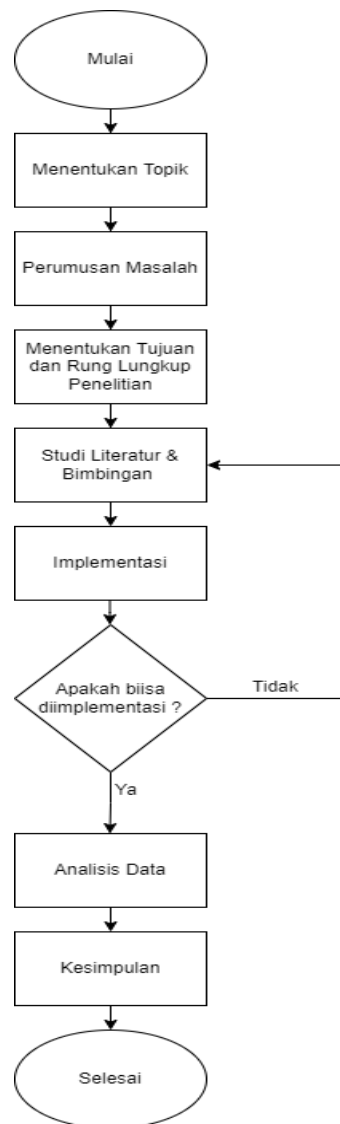 Mulai
Menentukan Topik
Perumusan Masalah
Menentukan Tujuan
dan Rung Lungkup
Penelitian
Studi Literatur &
Bimbingan
Implementasi
Apakah biisa
diimplementasi ?
Tidak
Ya
Analisis Data
Kesimpulan
Selesai